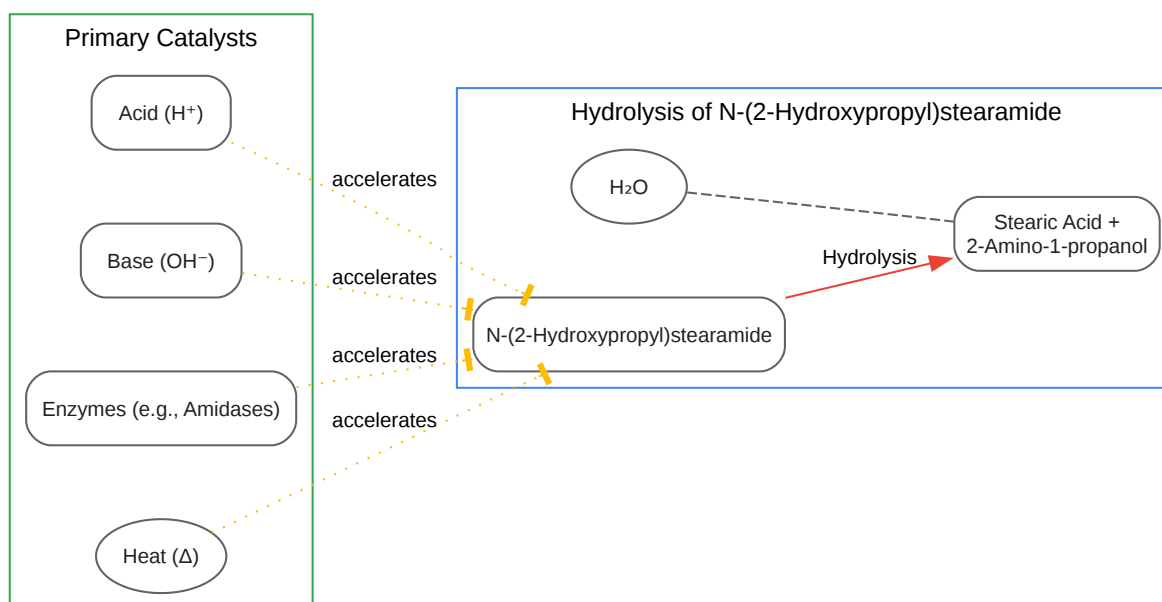 Primary Catalysts
Acid (H⁺)
Base (OH⁻)
Enzymes (e.g., Amidases)
Heat (Δ)
accelerates
accelerates
accelerates
accelerates
Hydrolysis of N-(2-Hydroxypropyl)stearamide
H₂O
Stearic Acid +
2-Amino-1-propanol
Hydrolysis
N-(2-Hydroxypropyl)stearamide